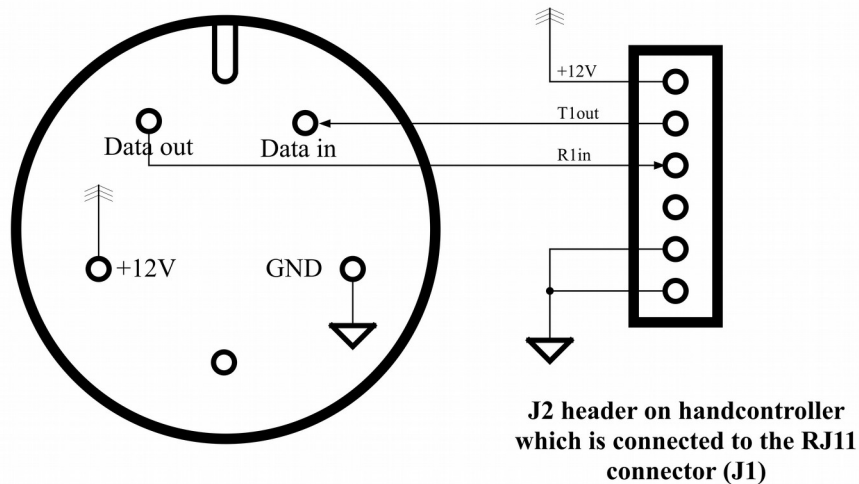 +12V
T1out
Data out
Data in
R1in
+12V
GND
J2 header on handcontroller
which is connected to the RJ11
connector (J1)